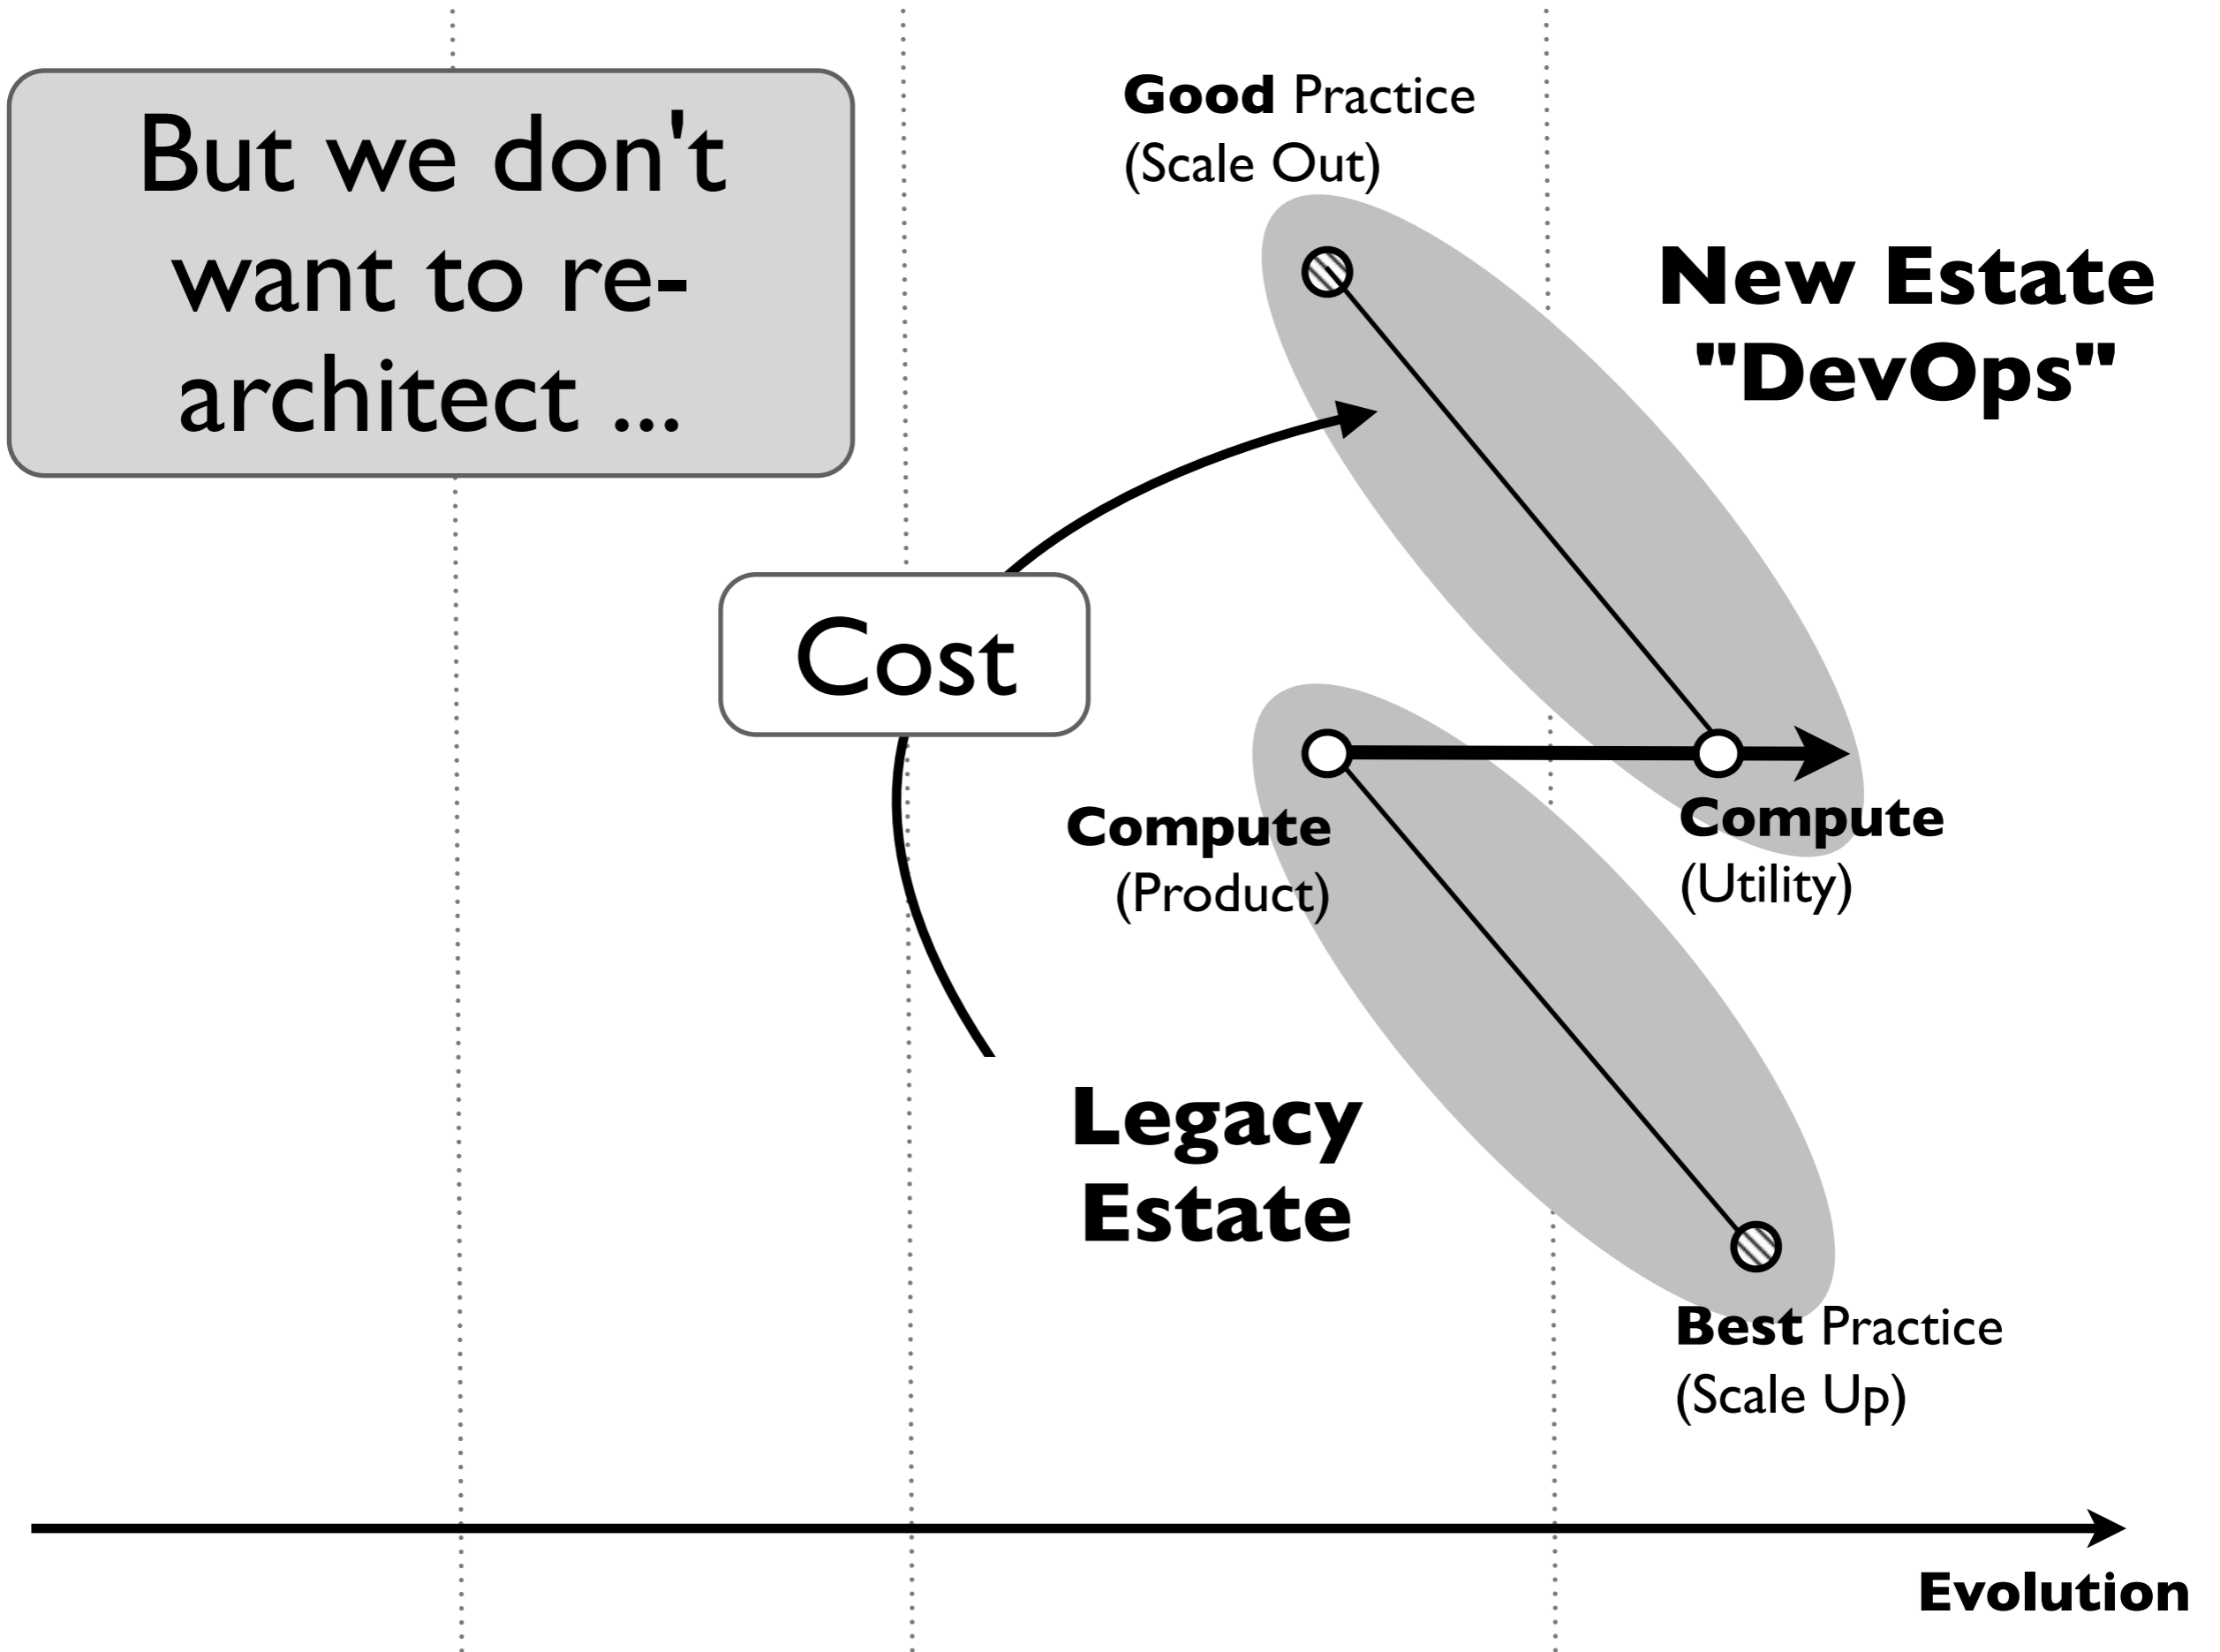 But we don't
want to re-
architect ...
Good Practice
(Scale Out)
New Estate
"DevOps"
Cost
Compute
(Product)
Compute
(Utility)
Legacy
Estate
Best Practice
(Scale Up)
Evolution